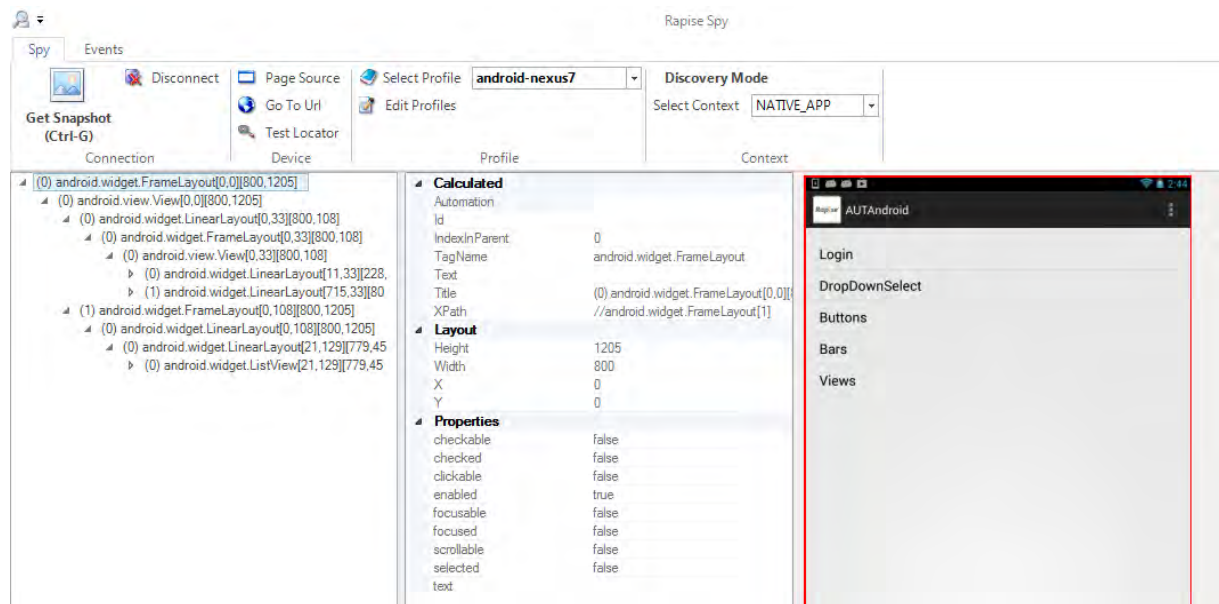 Rapise Spy
Spy Events
Disconnect
Page Source
Select Profile android-nexus7
Discovery Mode
Go To Url
Edit Profiles
Select Context NATIVE_APP
Get Snapshot
(Ctrl-G)
Test Locator
Connection Device Profile Context
(0) android.widget.FrameLayout[0,0][800,1205]
(0) android.view.View[0,0][800,1205]
(0) android.widget.LinearLayout[0,33][800,108]
(0) android.widget.FrameLayout[0,33][800,108]
(0) android.view.View[0,33][800,108]
(0) android.widget.LinearLayout[11,33][228,
(1) android.widget.LinearLayout[715,33][80
(1) android.widget.FrameLayout[0,108][800,1205]
(0) android.widget.LinearLayout[0,108][800,1205]
(0) android.widget.LinearLayout[21,129][779,45
(0) android.widget.ListView[21,129][779,45
Calculated
Automation
Id
IndexInParent 0
TagName android.widget.FrameLayout
Text
Title (0) android.widget.FrameLayout[0,0][
XPath //android.widget.FrameLayout[1]
Layout
Height 1205
Width 800
X 0
Y 0
Properties
checkable false
checked false
clickable false
enabled true
focusable false
focused false
scrollable false
selected false
text
2:44
Rapise AUTAndroid
Login
DropDownSelect
Buttons
Bars
Views